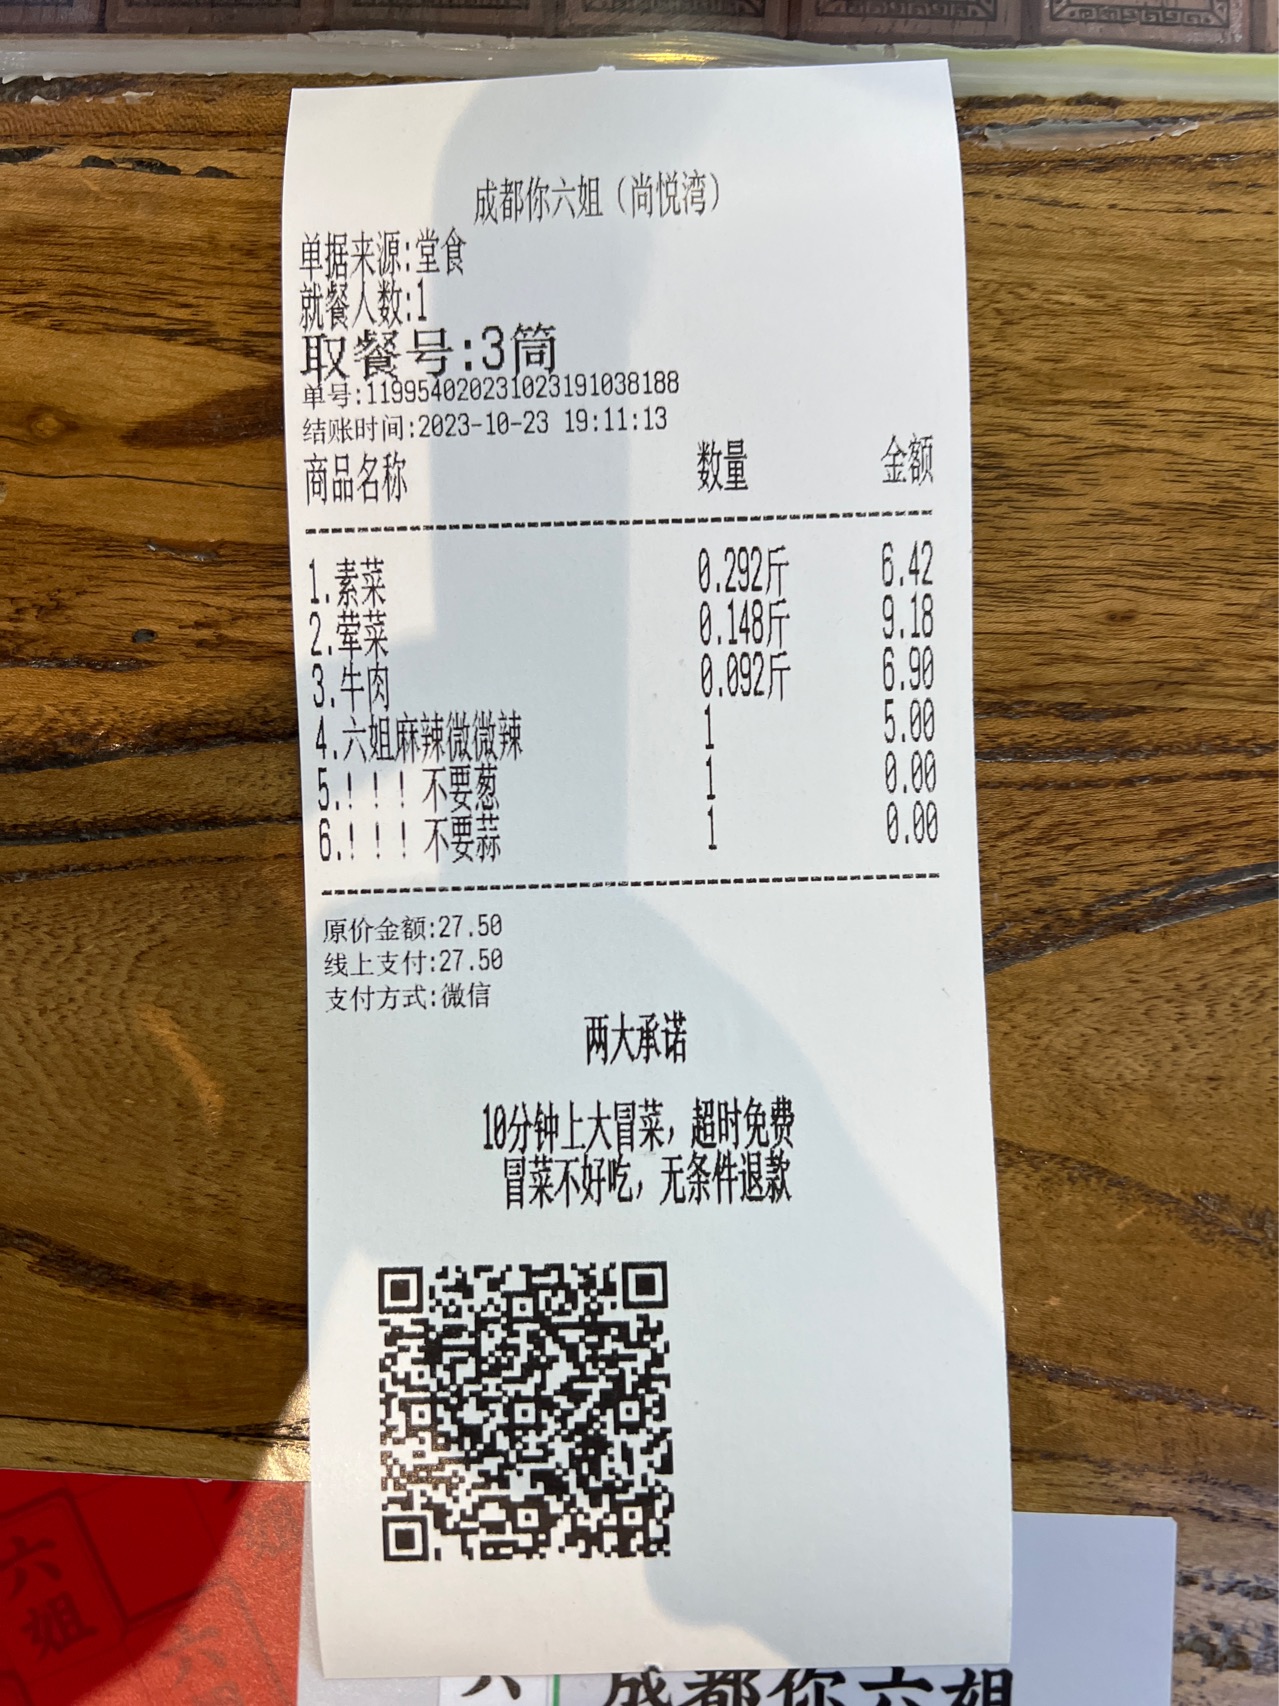 成都你六姐（尚悦湾）
单据来源:堂食
就餐人数:1
取餐号:3筒
单号:119954020231023191038188
结账时间:2023-10-23 19:11:13
商品名称 数量 金额
1.素菜 0.292斤 6.42
2.荤菜 0.148斤 9.18
3.牛肉 0.092斤 6.90
4.六姐麻辣微微辣 1 5.00
5.！！！不要葱 1 0.00
6.！！！不要蒜 1 0.00
原价金额:27.50
线上支付:27.50
支付方式:微信
两大承诺
10分钟上大冒菜，超时免费
冒菜不好吃，无条件退款
六姐
六
成都你六姐